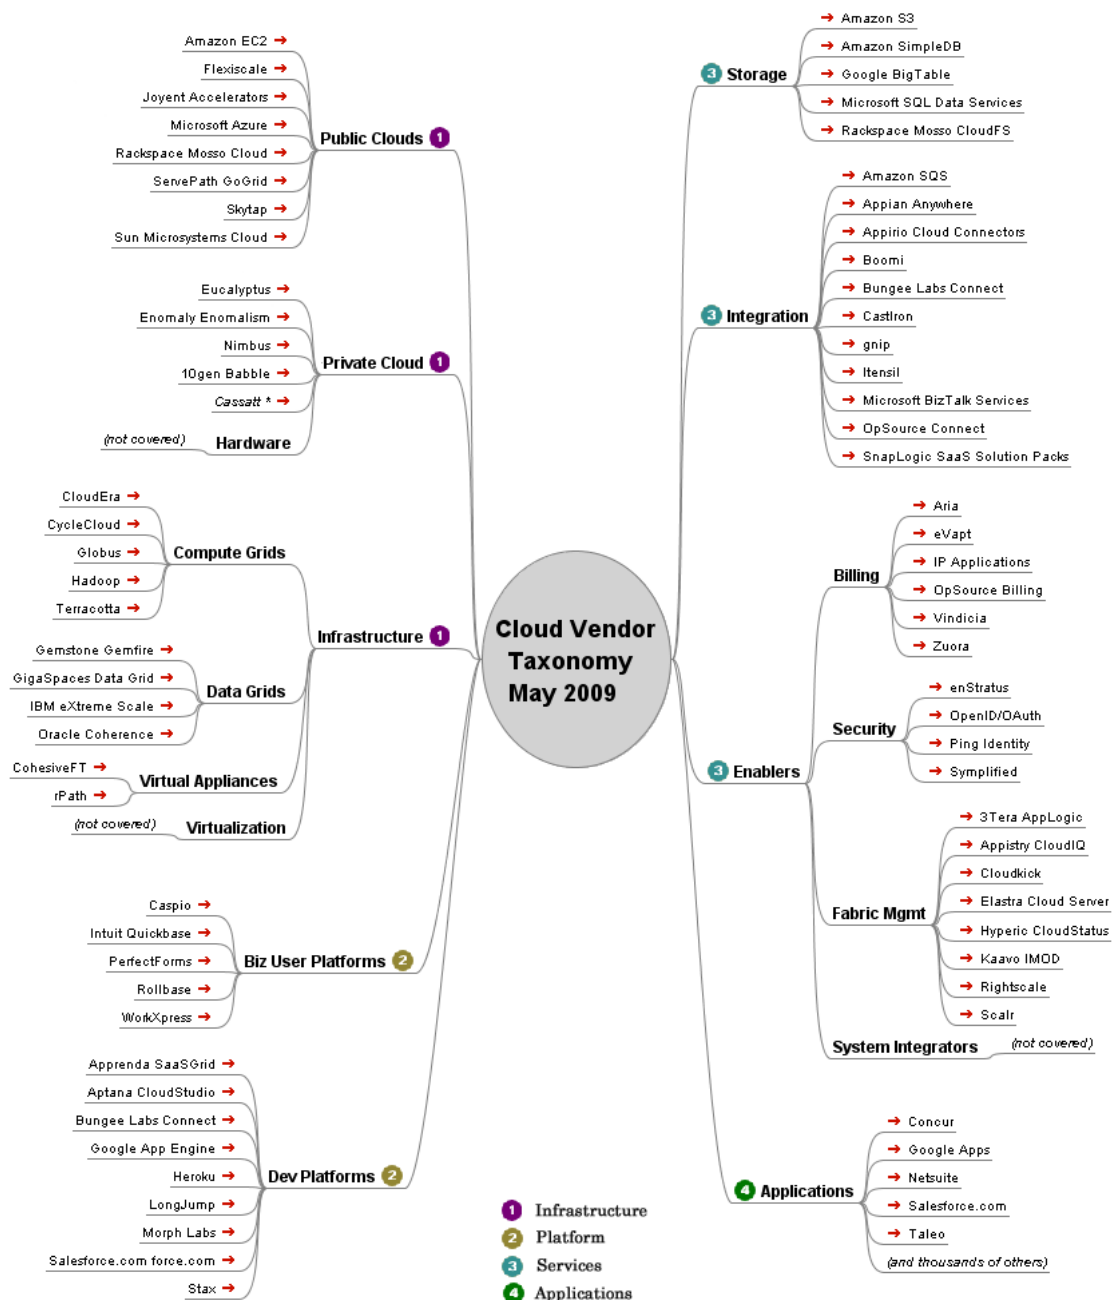 Amazon EC2
Flexiscale
Joyent Accelerators
Microsoft Azure
Rackspace Mosso Cloud
ServePath GoGrid
Skytap
Sun Microsystems Cloud
Public Clouds 1
Eucalyptus
Enomaly Enomalism
Nimbus
10gen Babble
Cassatt *
Private Cloud 1
(not covered) Hardware
CloudEra
CycleCloud
Globus
Hadoop
Terracotta
Compute Grids
Gemstone Gemfire
GigaSpaces Data Grid
IBM eXtreme Scale
Oracle Coherence
Data Grids
CohesiveFT
rPath
Virtual Appliances
(not covered) Virtualization
Infrastructure 1
Caspio
Intuit Quickbase
PerfectForms
Rollbase
WorkXpress
Biz User Platforms 2
Apprenda SaaSGrid
Aptana CloudStudio
Bungee Labs Connect
Google App Engine
Heroku
LongJump
Morph Labs
Salesforce.com force.com
Stax
Dev Platforms 2
Cloud Vendor
Taxonomy
May 2009
3 Storage
Amazon S3
Amazon SimpleDB
Google BigTable
Microsoft SQL Data Services
Rackspace Mosso CloudFS
3 Integration
Amazon SQS
Appian Anywhere
Appirio Cloud Connectors
Boomi
Bungee Labs Connect
CastIron
gnip
Itensil
Microsoft BizTalk Services
OpSource Connect
SnapLogic SaaS Solution Packs
3 Enablers
Billing
Aria
eVapt
IP Applications
OpSource Billing
Vindicia
Zuora
Security
enStratus
OpenID/OAuth
Ping Identity
Symplified
Fabric Mgmt
3Tera AppLogic
Appistry CloudIQ
Cloudkick
Elastra Cloud Server
Hyperic CloudStatus
Kaavo IMOD
Rightscale
Scalr
System Integrators (not covered)
4 Applications
Concur
Google Apps
Netsuite
Salesforce.com
Taleo
(and thousands of others)
1 Infrastructure
2 Platform
3 Services
4 Applications